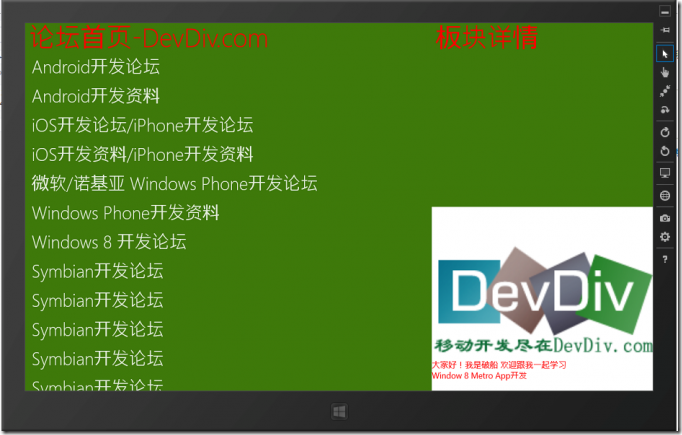 论坛首页-DevDiv.com
板块详情
Android开发论坛
Android开发资料
iOS开发论坛/iPhone开发论坛
iOS开发资料/iPhone开发资料
微软/诺基亚 Windows Phone开发论坛
Windows Phone开发资料
Windows 8 开发论坛
Symbian开发论坛
Symbian开发论坛
Symbian开发论坛
Symbian开发论坛
Symbian开发论坛
DevDiv
移动开发尽在DevDiv.com
大家好！我是破船 欢迎跟我一起学习
Window 8 Metro App开发